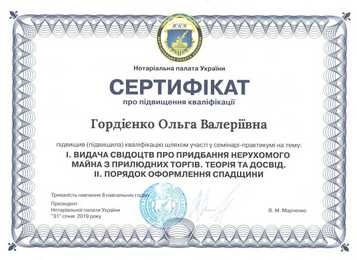 Нотаріальна палата України
СЕРТИФІКАТ
про підвищення кваліфікації
Гордієнко Ольга Валеріївна
підвищив (підвищила) кваліфікацію шляхом участі у семінарі-практикумі на тему:
І. ВИДАЧА СВІДОЦТВ ПРО ПРИДБАННЯ НЕРУХОМОГО
МАЙНА З ПРИЛЮДНИХ ТОРГІВ. ТЕОРІЯ ТА ДОСВІД.
ІІ. ПОРЯДОК ОФОРМЛЕННЯ СПАДЩИНИ
Тривалість навчання 8 навчальних годин
Президент
Нотаріальної палати України
"31" січня 2019 року
В. М. Марченко